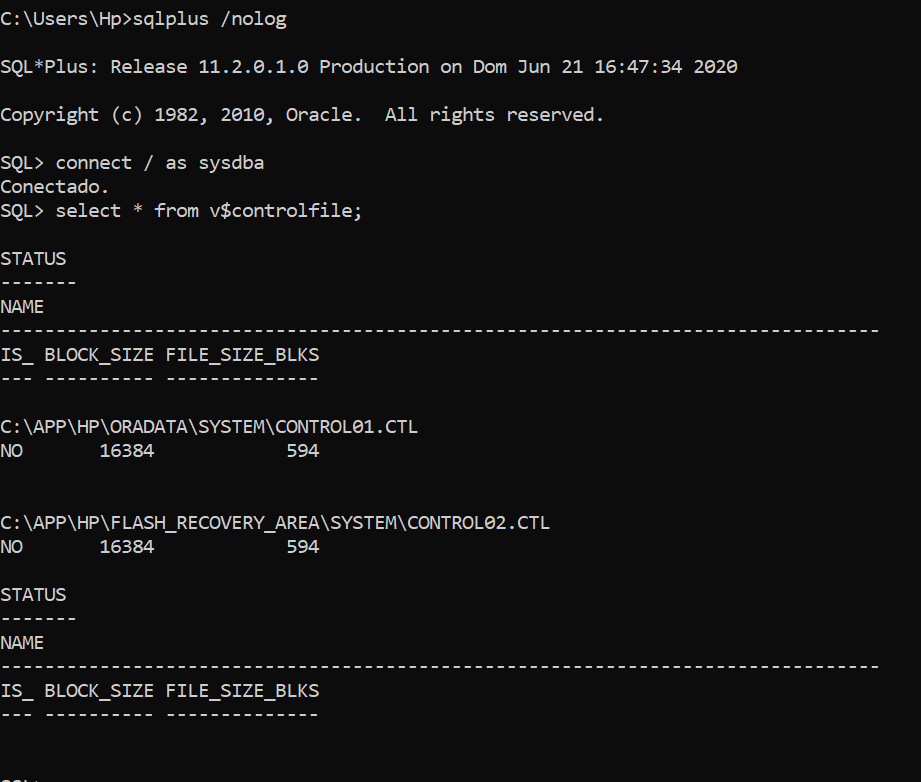 C:\Users\Hp>sqlplus /nolog
SQL*Plus: Release 11.2.0.1.0 Production on Dom Jun 21 16:47:34 2020
Copyright (c) 1982, 2010, Oracle.  All rights reserved.
SQL> connect / as sysdba
Conectado.
SQL> select * from v$controlfile;
STATUS
-------
NAME
--------------------------------------------------------------------------------
IS_ BLOCK_SIZE FILE_SIZE_BLKS
--- ---------- --------------
C:\APP\HP\ORADATA\SYSTEM\CONTROL01.CTL
NO       16384            594
C:\APP\HP\FLASH_RECOVERY_AREA\SYSTEM\CONTROL02.CTL
NO       16384            594
STATUS
-------
NAME
--------------------------------------------------------------------------------
IS_ BLOCK_SIZE FILE_SIZE_BLKS
--- ---------- --------------